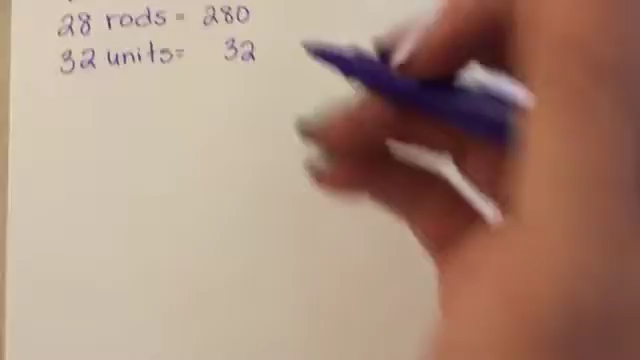 28 rods = 280
32 units= 32